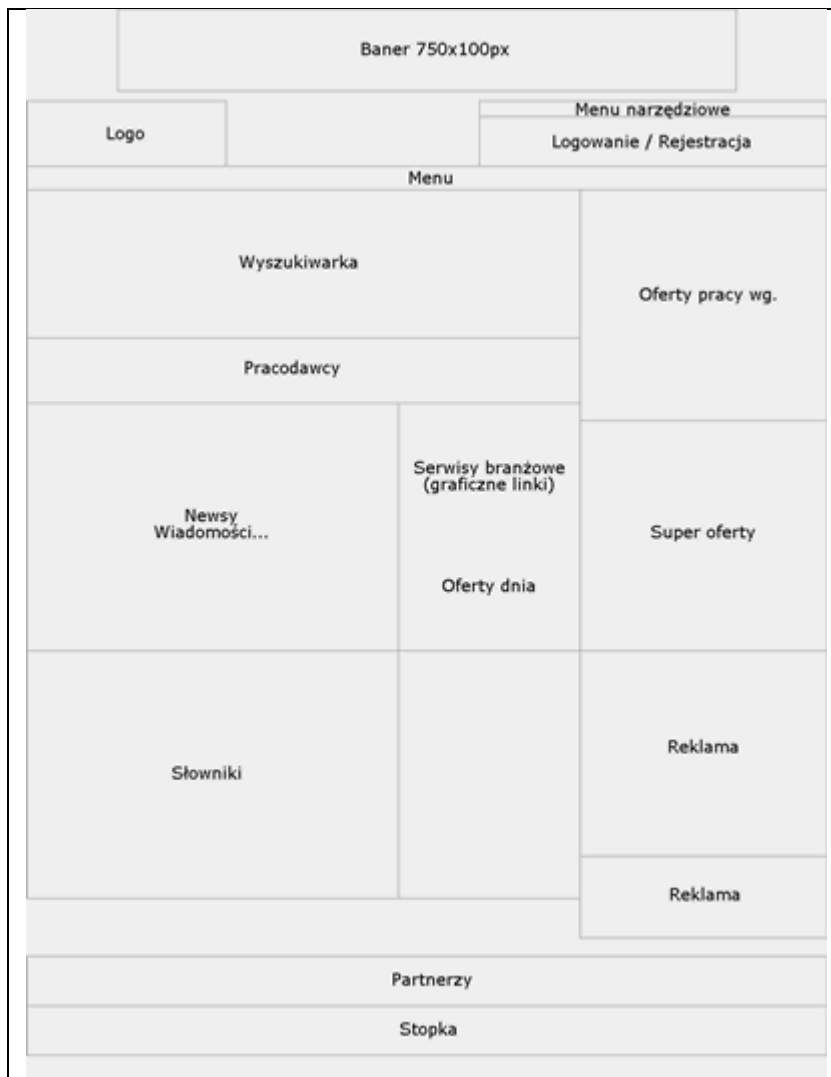 Baner 750x100px
Logo
Menu narzędziowe
Logowanie / Rejestracja
Menu
Wyszukiwarka
Oferty pracy wg.
Pracodawcy
Newsy
Wiadomości...
Serwisy branżowe
(graficzne linki)
Oferty dnia
Super oferty
Słowniki
Reklama
Reklama
Partnerzy
Stopka